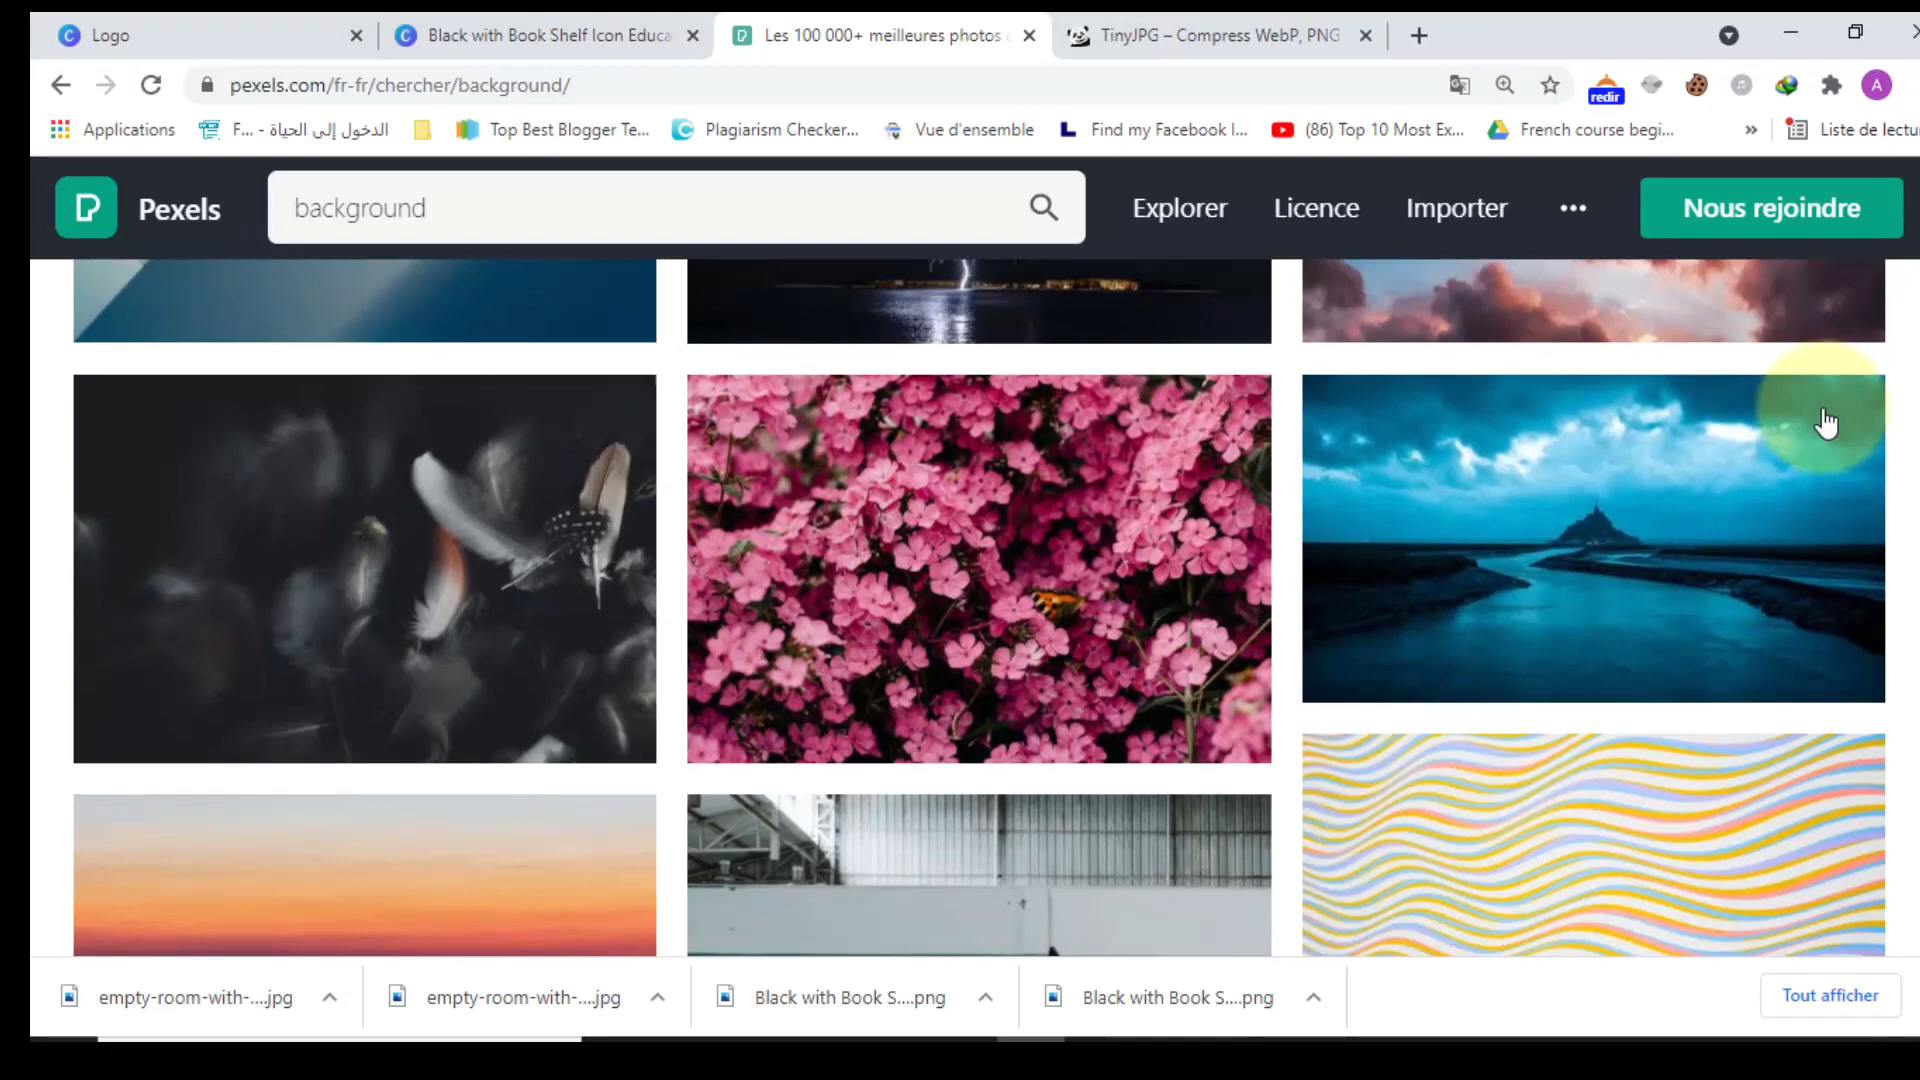 Logo
Black with Book Shelf Icon Educa
Les 100 000+ meilleures photos
TinyJPG – Compress WebP, PNG
pexels.com/fr-fr/chercher/background/
redir
A
Applications
F... - الدخول إلى الحياة
Top Best Blogger Te...
Plagiarism Checker...
Vue d'ensemble
Find my Facebook I...
(86) Top 10 Most Ex...
French course begi...
»
Liste de lectu
Pexels
background
Explorer
Licence
Importer
•••
Nous rejoindre
empty-room-with-....jpg
empty-room-with-....jpg
Black with Book S....png
Black with Book S....png
Tout afficher